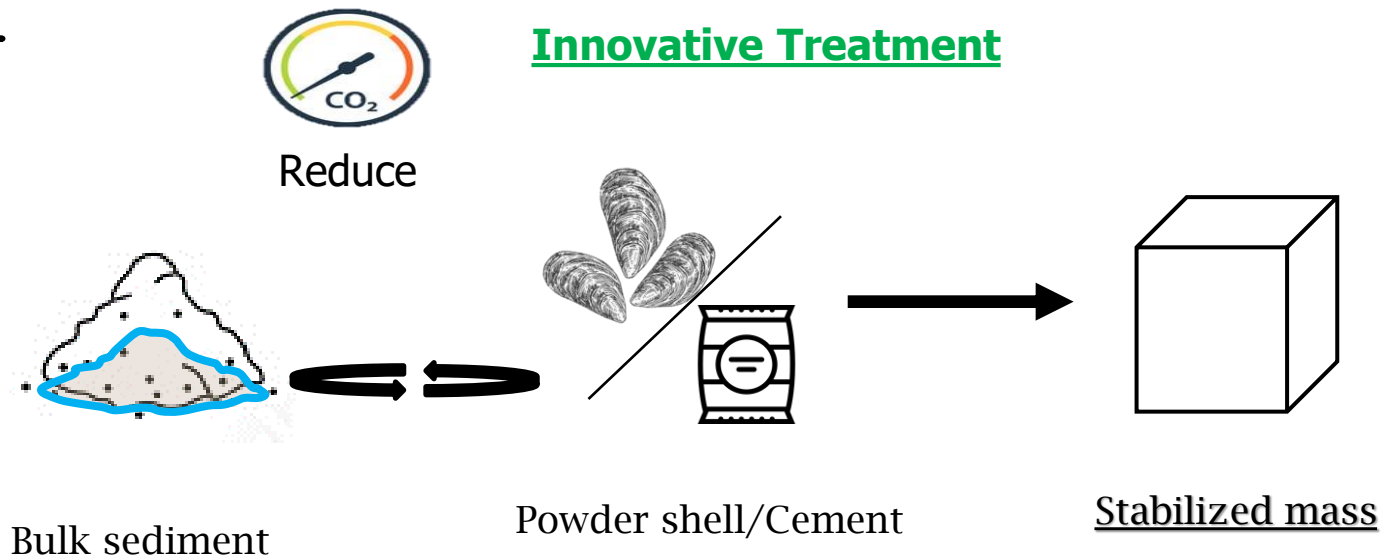 Innovative Treatment
CO₂
Reduce
Bulk sediment
Powder shell/Cement
Stabilized mass